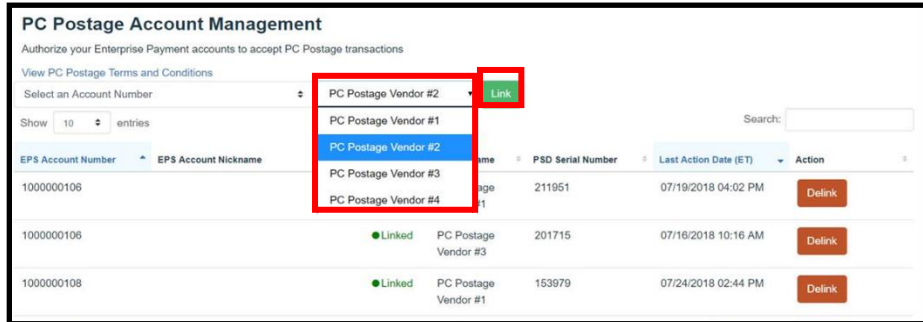 PC Postage Account Management
Authorize your Enterprise Payment accounts to accept PC Postage transactions
View PC Postage Terms and Conditions
Select an Account Number PC Postage Vendor #2 Link
Show 10 entries Search:
PC Postage Vendor #1
PC Postage Vendor #2
PC Postage Vendor #3
PC Postage Vendor #4
EPS Account Number EPS Account Nickname ame PSD Serial Number Last Action Date (ET) Action
1000000106 age 211951 07/19/2018 04:02 PM Delink
#1
1000000106 Linked PC Postage 201715 07/16/2018 10:16 AM Delink
Vendor #3
1000000108 Linked PC Postage 153979 07/24/2018 02:44 PM Delink
Vendor #1